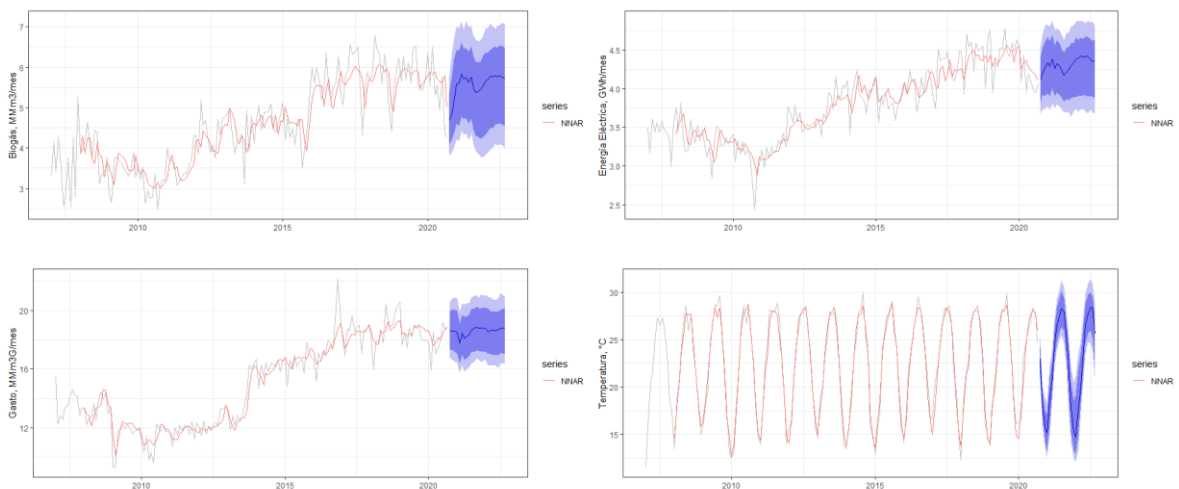 Biogás, MMm3/mes
7
6
5
4
3
2010
2015
2020
series
NNAR
Energía Eléctrica, GWh/mes
4.5
4.0
3.5
3.0
2.5
2010
2015
2020
series
NNAR
Gasto, MMm3G/mes
20
16
12
2010
2015
2020
series
NNAR
Temperatura, °C
30
25
20
15
2010
2015
2020
series
NNAR